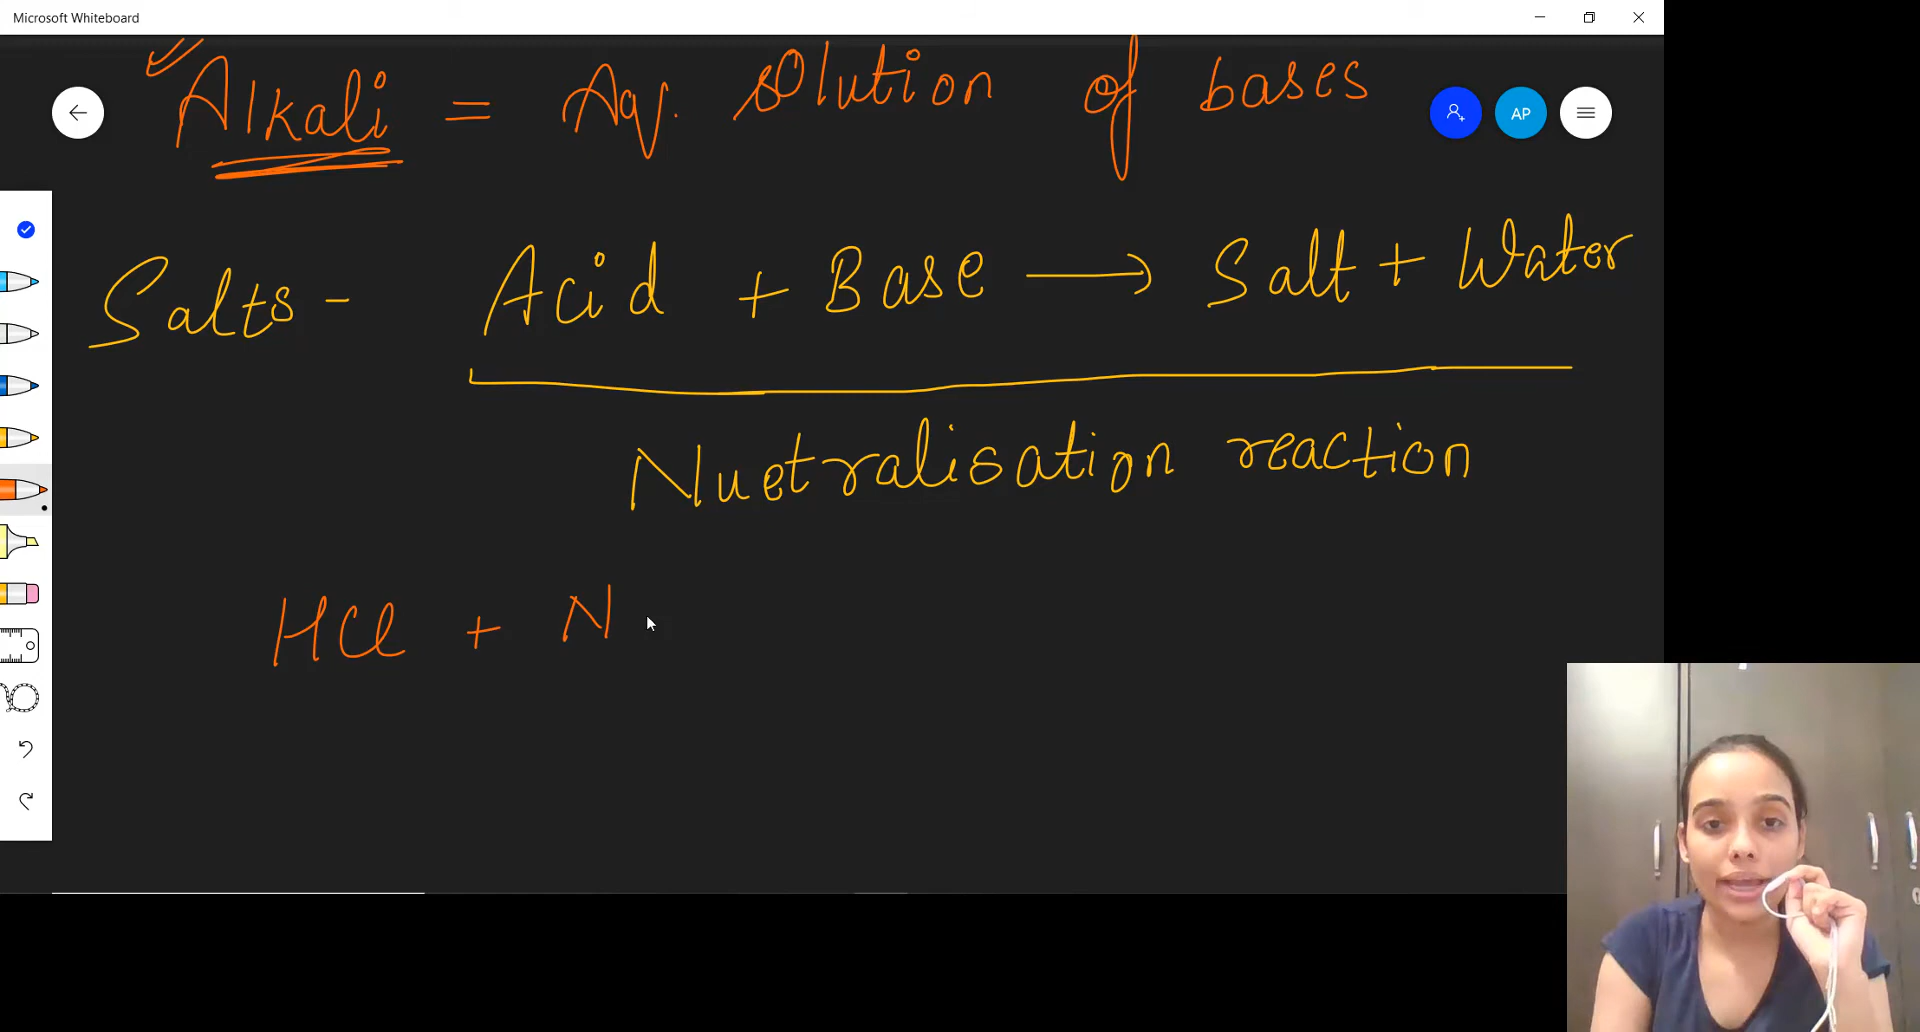 Microsoft Whiteboard
Alkali = Aq. solution of bases
AP
Salts - Acid + Base → Salt + Water
Nuetralisation reaction
HCl + N